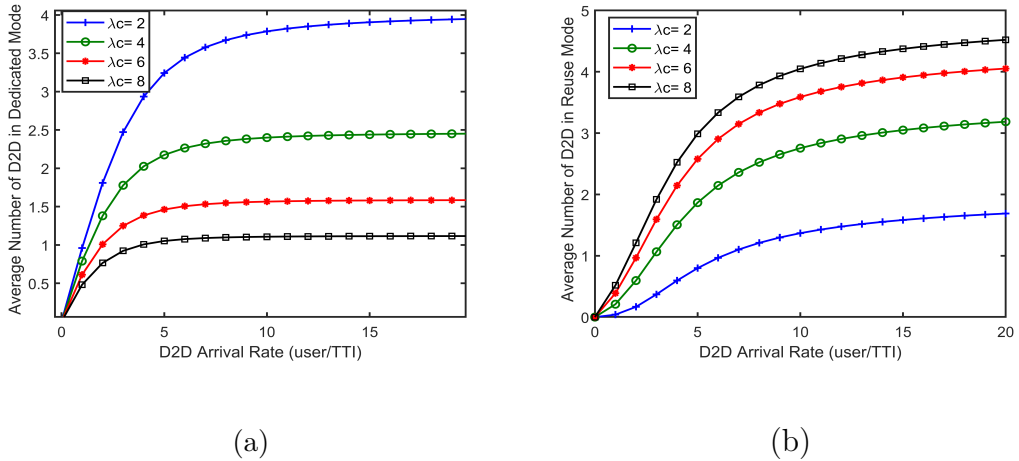 4
3.5
3
2.5
2
1.5
1
0.5
0
5
10
15
Average Number of D2D in Dedicated Mode
D2D Arrival Rate (user/TTI)
λc= 2
λc= 4
λc= 6
λc= 8
(a)
5
4
3
2
1
0
0
5
10
15
20
Average Number of D2D in Reuse Mode
D2D Arrival Rate (user/TTI)
λc= 2
λc= 4
λc= 6
λc= 8
(b)